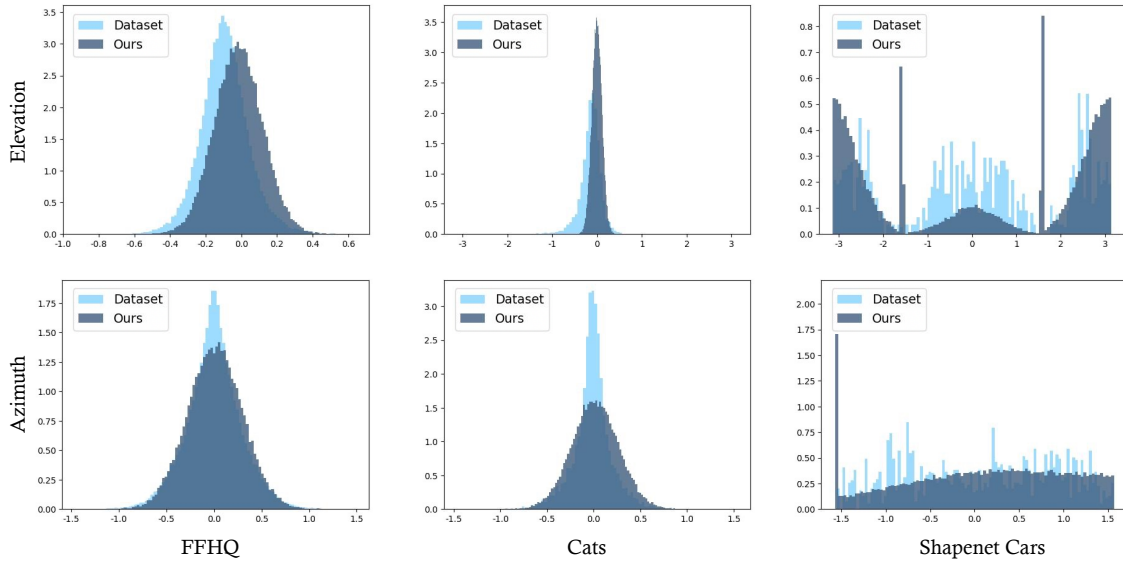 Elevation
3.5
3.0
2.5
2.0
1.5
1.0
0.5
0.0
-1.0 -0.8 -0.6 -0.4 -0.2 0.0 0.2 0.4 0.6
Dataset
Ours
3.5
3.0
2.5
2.0
1.5
1.0
0.5
0.0
-3 -2 -1 0 1 2 3
Dataset
Ours
0.8
0.7
0.6
0.5
0.4
0.3
0.2
0.1
0.0
-3 -2 -1 0 1 2 3
Dataset
Ours
Azimuth
1.75
1.50
1.25
1.00
0.75
0.50
0.25
0.00
-1.5 -1.0 -0.5 0.0 0.5 1.0 1.5
Dataset
Ours
FFHQ
3.0
2.5
2.0
1.5
1.0
0.5
0.0
-1.5 -1.0 -0.5 0.0 0.5 1.0 1.5
Dataset
Ours
Cats
2.00
1.75
1.50
1.25
1.00
0.75
0.50
0.25
0.00
-1.5 -1.0 -0.5 0.0 0.5 1.0 1.5
Dataset
Ours
Shapenet Cars